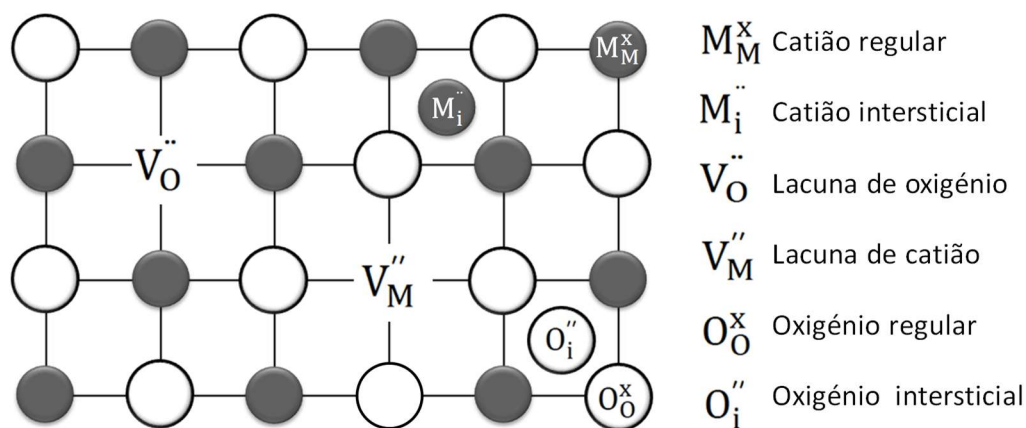 M_M^x
M_i^¨
V_O^¨
V_M^″
O_i^″
O_O^x
M_M^x Catião regular
M_i^¨ Catião intersticial
V_O^¨ Lacuna de oxigénio
V_M^″ Lacuna de catião
O_O^x Oxigénio regular
O_i^″ Oxigénio intersticial